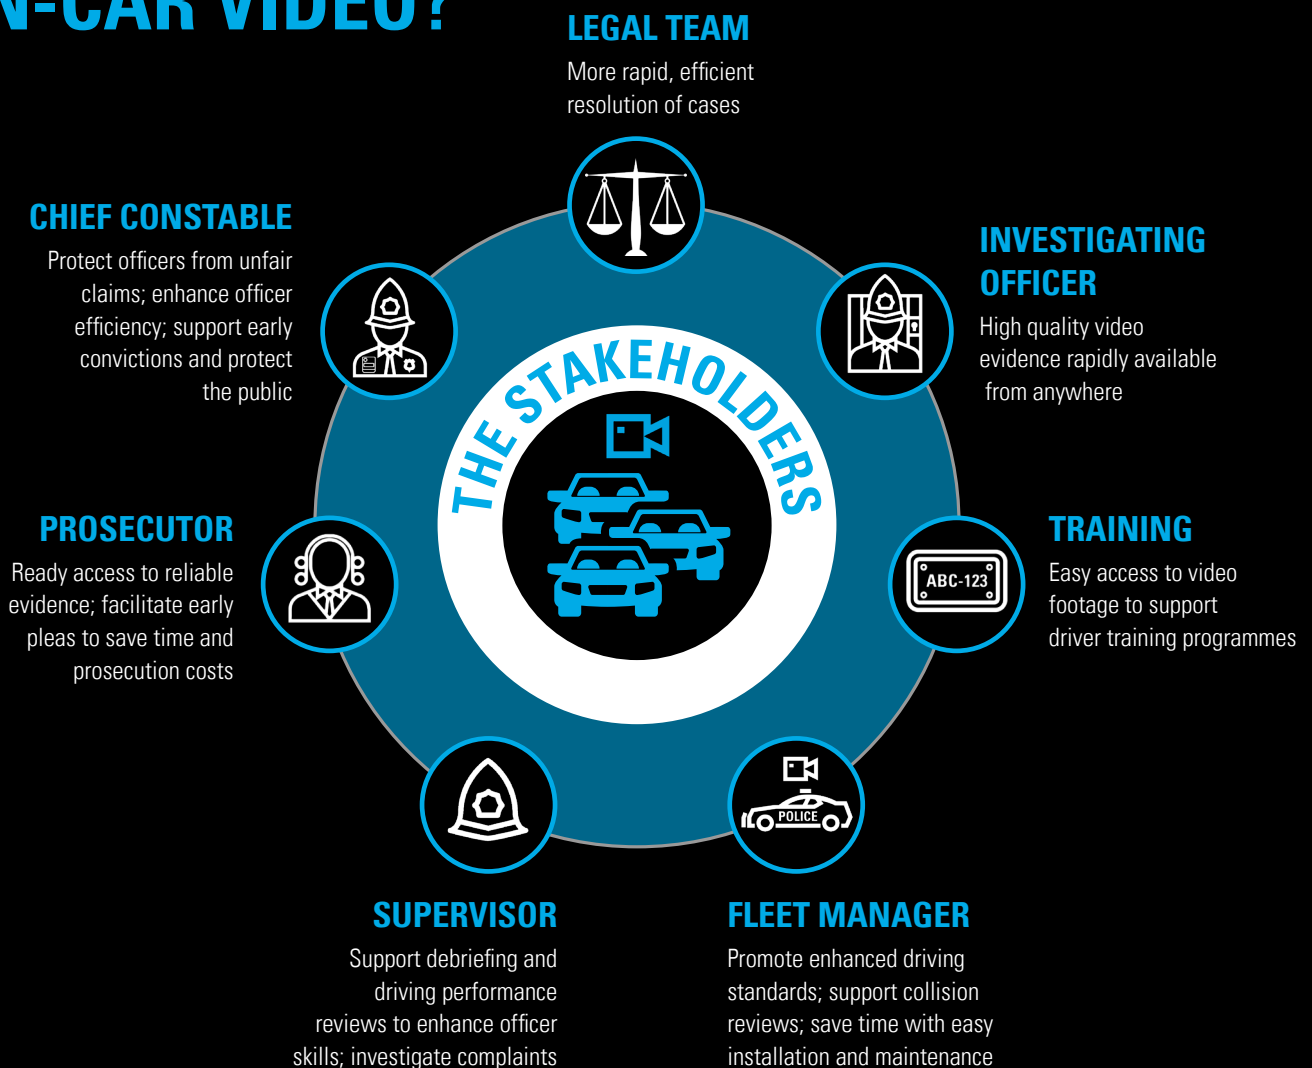 N-CAR VIDEO?
LEGAL TEAM
More rapid, efficient
resolution of cases
CHIEF CONSTABLE
Protect officers from unfair
claims; enhance officer
efficiency; support early
convictions and protect
the public
INVESTIGATING
OFFICER
High quality video
evidence rapidly available
from anywhere
THE STAKEHOLDERS
PROSECUTOR
Ready access to reliable
evidence; facilitate early
pleas to save time and
prosecution costs
ABC-123
TRAINING
Easy access to video
footage to support
driver training programmes
POLICE
SUPERVISOR
Support debriefing and
driving performance
reviews to enhance officer
skills; investigate complaints
FLEET MANAGER
Promote enhanced driving
standards; support collision
reviews; save time with easy
installation and maintenance